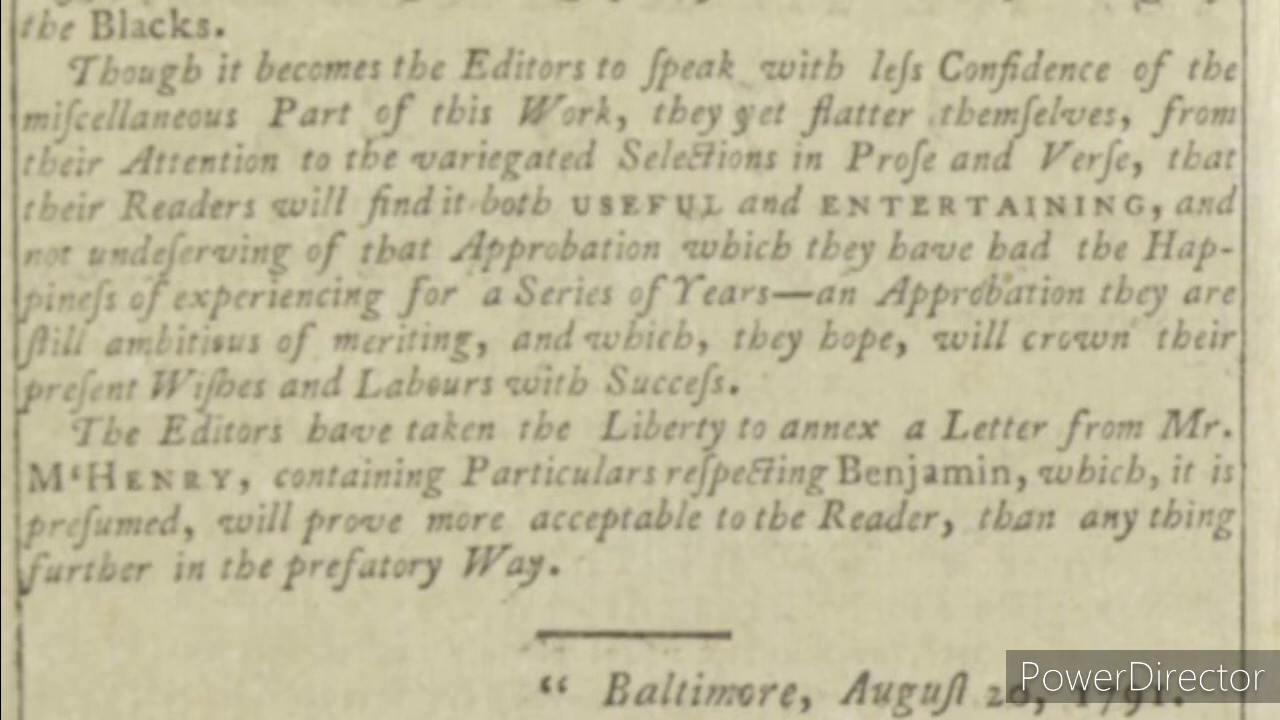 the Blacks.
Though it becomes the Editors to ſpeak with leſs Confidence of the
miſcellaneous Part of this Work, they yet flatter themſelves, from
their Attention to the variegated Selections in Proſe and Verſe, that
their Readers will find it both USEFUL and ENTERTAINING, and
not undeſerving of that Approbation which they have had the Hap-
pineſs of experiencing for a Series of Years—an Approbation they are
ſtill ambitious of meriting, and which, they hope, will crown their
preſent Wiſhes and Labours with Succeſs.
The Editors have taken the Liberty to annex a Letter from Mr.
MʻHENRY, containing Particulars reſpecting Benjamin, which, it is
preſumed, will prove more acceptable to the Reader, than any thing
further in the prefatory Way.
“ Baltimore, Auguſt 20, 1791.
PowerDirector